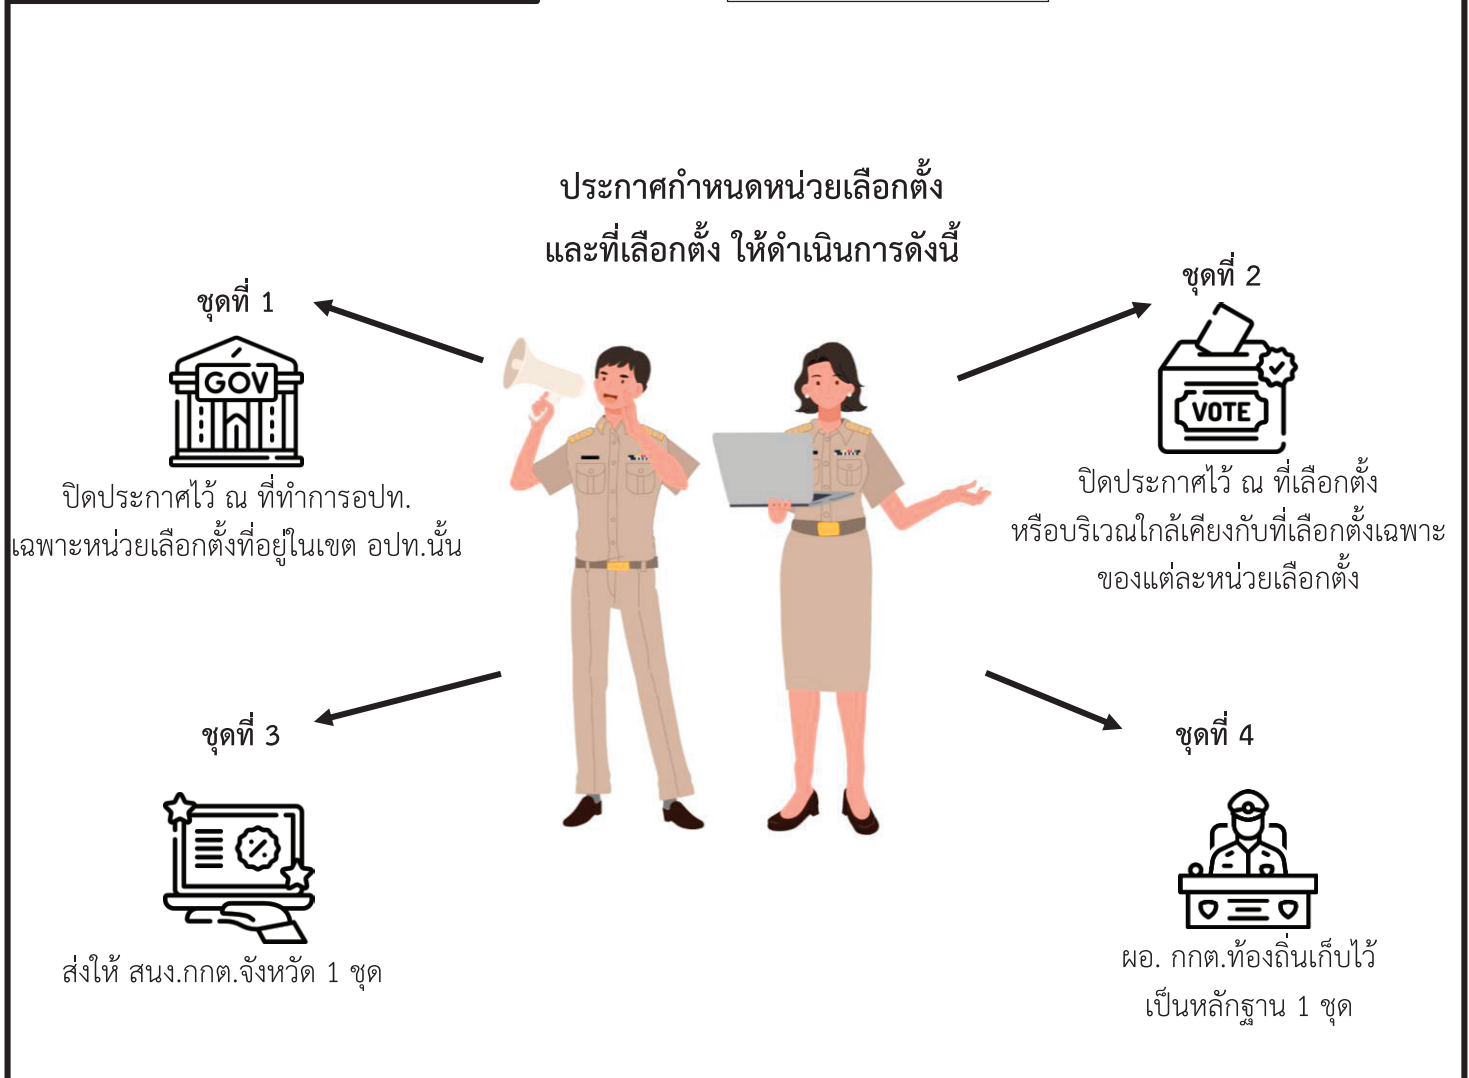 ประกาศกำหนดหน่วยเลือกตั้ง
และที่เลือกตั้ง ให้ดำเนินการดังนี้
ชุดที่ 1
GOV
ปิดประกาศไว้ ณ ที่ทำการอปท.
เฉพาะหน่วยเลือกตั้งที่อยู่ในเขต อปท.นั้น
ชุดที่ 2
VOTE
ปิดประกาศไว้ ณ ที่เลือกตั้ง
หรือบริเวณใกล้เคียงกับที่เลือกตั้งเฉพาะ
ของแต่ละหน่วยเลือกตั้ง
ชุดที่ 3
%
ส่งให้ สนง.กกต.จังหวัด 1 ชุด
ชุดที่ 4
ผอ. กกต.ท้องถิ่นเก็บไว้
เป็นหลักฐาน 1 ชุด